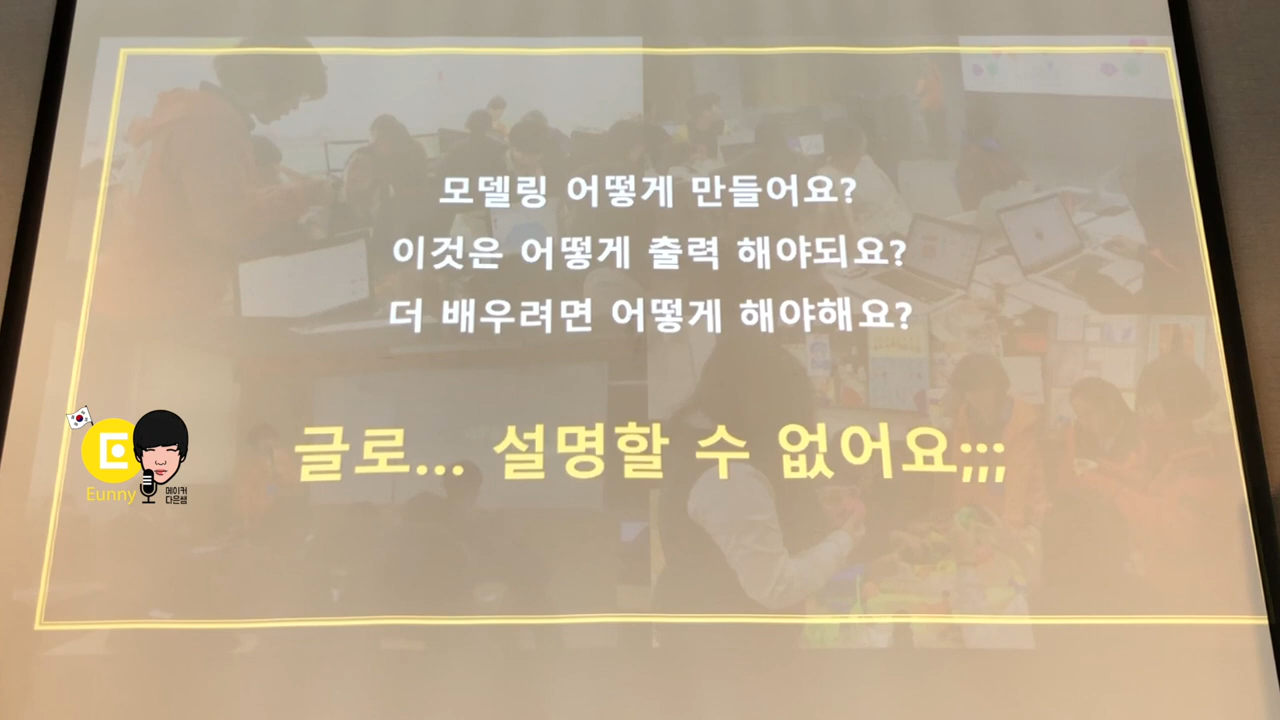 모델링 어떻게 만들어요?
이것은 어떻게 출력 해야되요?
더 배우려면 어떻게 해야해요?
글로... 설명할 수 없어요;;;
E
Eunny
메이커
다은쌤